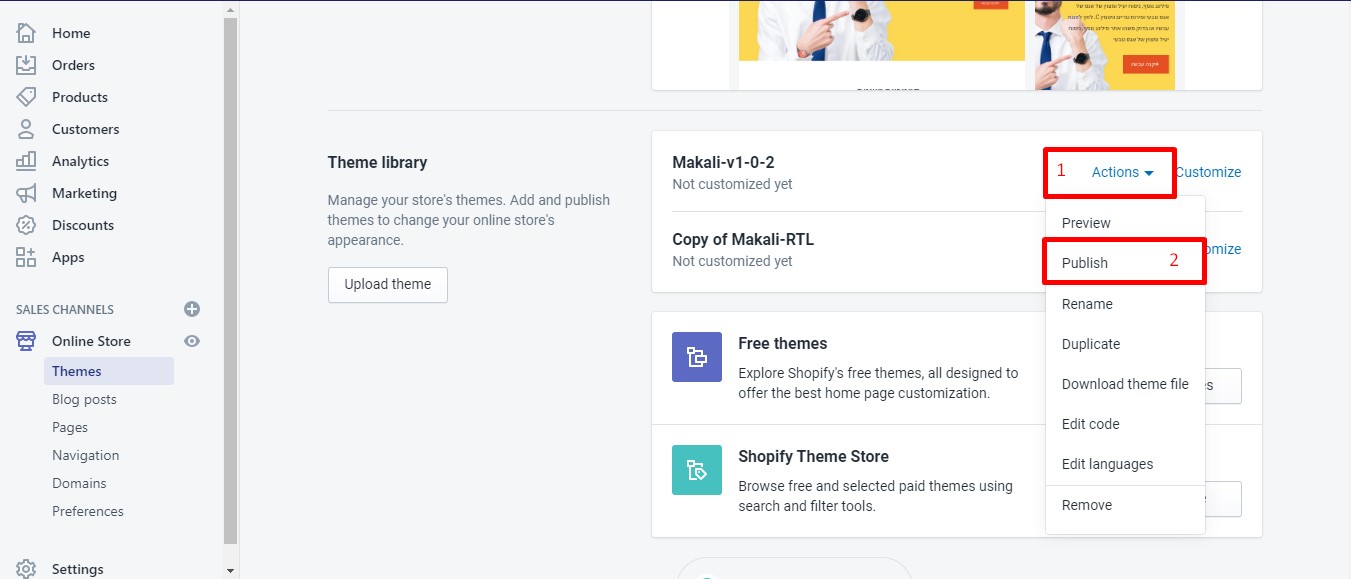 Home
Orders
Products
Customers
Analytics
Marketing
Discounts
Apps
SALES CHANNELS
Online Store
Themes
Blog posts
Pages
Navigation
Domains
Preferences
Settings
Theme library
Manage your store's themes. Add and publish
themes to change your online store's
appearance.
Upload theme
Makali-v1-0-2
Not customized yet
1 Actions
Customize
Copy of Makali-RTL
Not customized yet
omize
Preview
Publish 2
Rename
Duplicate
Download theme file
Edit code
Edit languages
Remove
Free themes
Explore Shopify's free themes, all designed to
offer the best home page customization.
Shopify Theme Store
Browse free and selected paid themes using
search and filter tools.